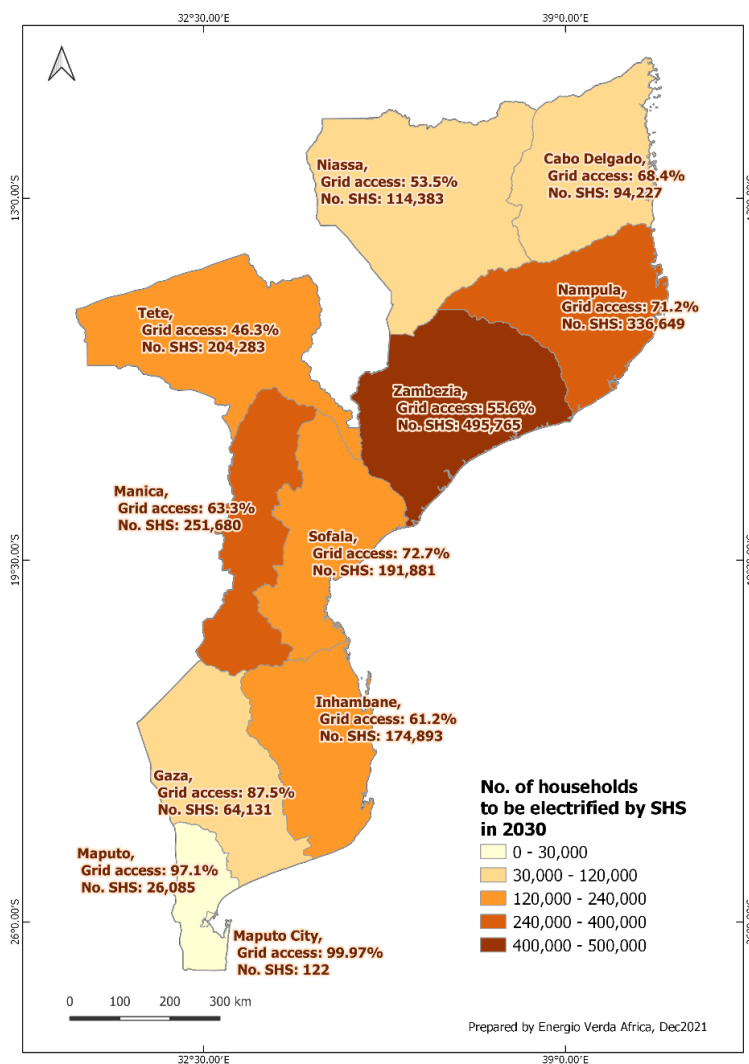 32°30.00'E
39°0.00'E
Niassa,
Grid access: 53.5%
No. SHS: 114,383
Cabo Delgado,
Grid access: 68.4%
No. SHS: 94,227
13°0.00'S
Nampula,
Grid access: 71.2%
No. SHS: 336,649
Tete,
Grid access: 46.3%
No. SHS: 204,283
Zambezia,
Grid access: 55.6%
No. SHS: 495,765
Manica,
Grid access: 63.3%
No. SHS: 251,680
Sofala,
Grid access: 72.7%
No. SHS: 191,881
19°30.00'S
Inhambane,
Grid access: 61.2%
No. SHS: 174,893
Gaza,
Grid access: 87.5%
No. SHS: 64,131
Maputo,
Grid access: 97.1%
No. SHS: 26,085
26°0.00'S
Maputo City,
Grid access: 99.97%
No. SHS: 122
No. of households
to be electrified by SHS
in 2030
0 - 30,000
30,000 - 120,000
120,000 - 240,000
240,000 - 400,000
400,000 - 500,000
0 100 200 300 km
Prepared by Energio Verda Africa, Dec2021
32°30.00'E
39°0.00'E